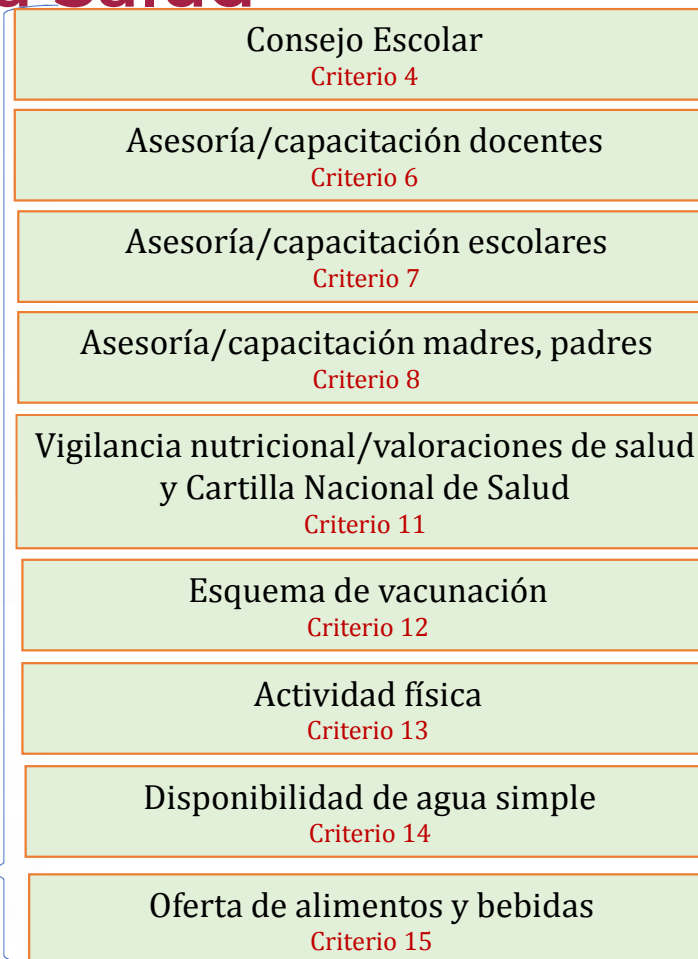 a Salud
Consejo Escolar
Criterio 4
Asesoría/capacitación docentes
Criterio 6
Asesoría/capacitación escolares
Criterio 7
Asesoría/capacitación madres, padres
Criterio 8
Vigilancia nutricional/valoraciones de salud
y Cartilla Nacional de Salud
Criterio 11
Esquema de vacunación
Criterio 12
Actividad física
Criterio 13
Disponibilidad de agua simple
Criterio 14
Oferta de alimentos y bebidas
Criterio 15